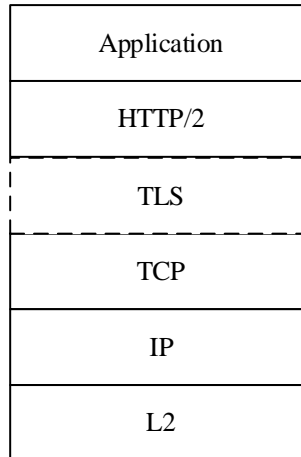 Application
HTTP/2
TLS
TCP
IP
L2